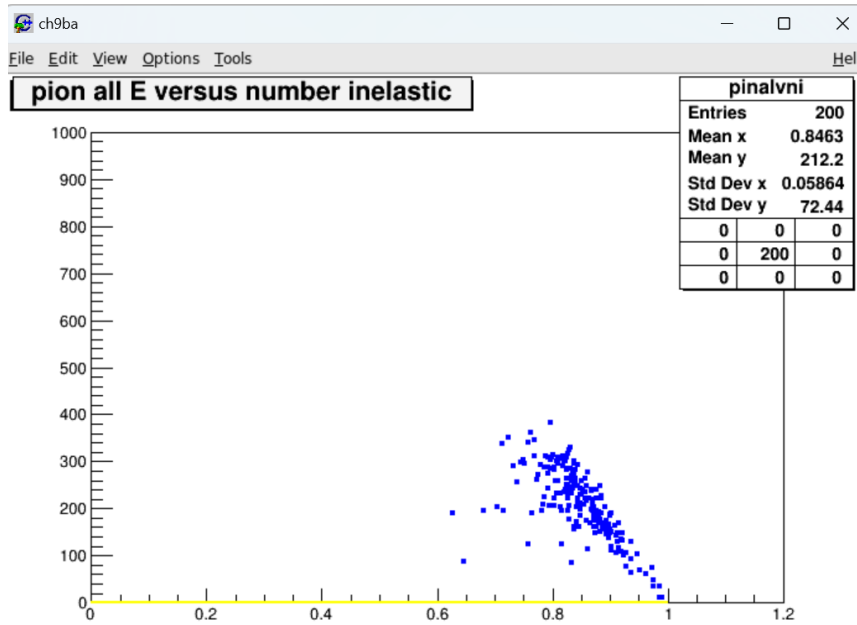 ch9ba
File Edit View Options Tools Hel
pion all E versus number inelastic
pinalvni
Entries 200
Mean x 0.8463
Mean y 212.2
Std Dev x 0.05864
Std Dev y 72.44
0 0 0
0 200 0
0 0 0
1000
900
800
700
600
500
400
300
200
100
0
0 0.2 0.4 0.6 0.8 1 1.2